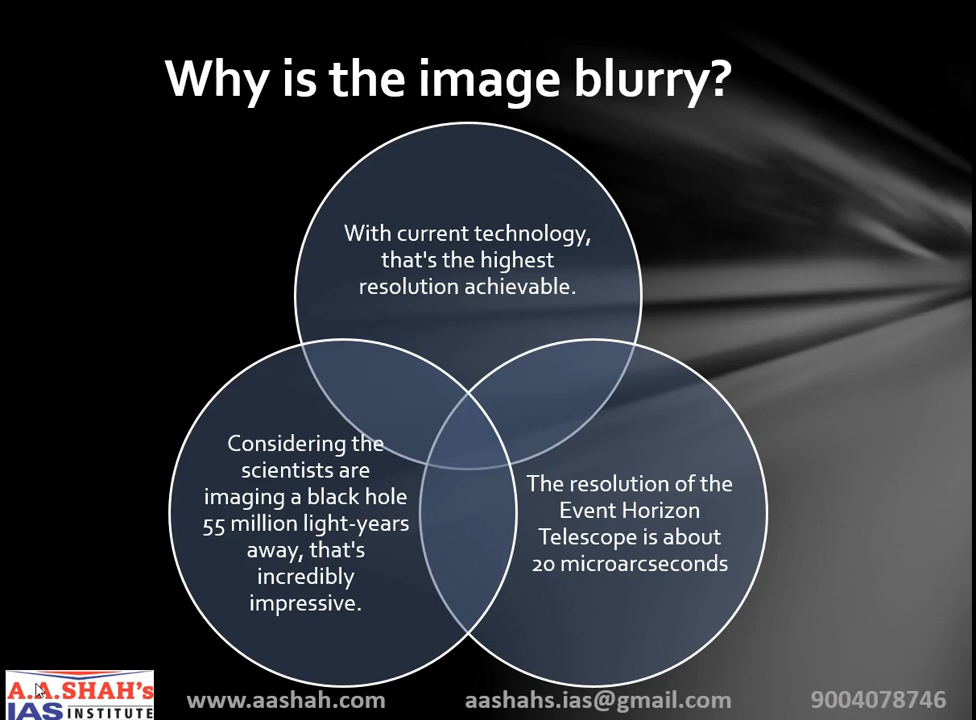 Why is the image blurry?
With current technology,
that's the highest
resolution achievable.
Considering the
scientists are
imaging a black hole
55 million light-years
away, that's
incredibly
impressive.
The resolution of the
Event Horizon
Telescope is about
20 microarcseconds
A.A.SHAH's
IAS INSTITUTE
www.aashah.com
aashahs.ias@gmail.com
9004078746